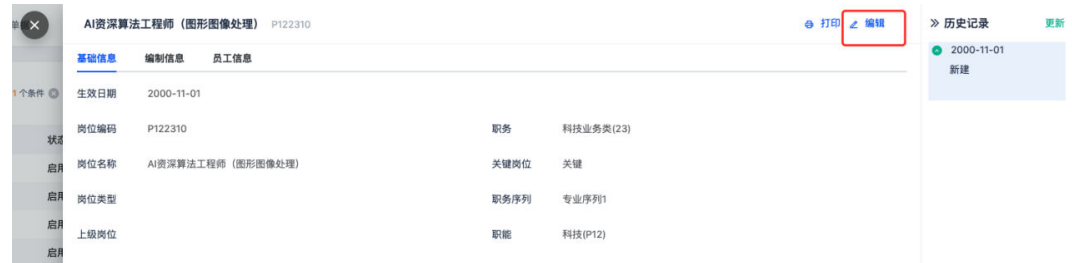 AI资深算法工程师（图形图像处理） P122310 打印 编辑
基础信息 编制信息 员工信息
生效日期 2000-11-01
岗位编码 P122310 职务 科技业务类(23)
岗位名称 AI资深算法工程师（图形图像处理） 关键岗位 关键
岗位类型 职务序列 专业序列1
上级岗位 职能 科技(P12)
历史记录 更新
2000-11-01
新建
1 个条件
状态
启用
启用
启用
启用